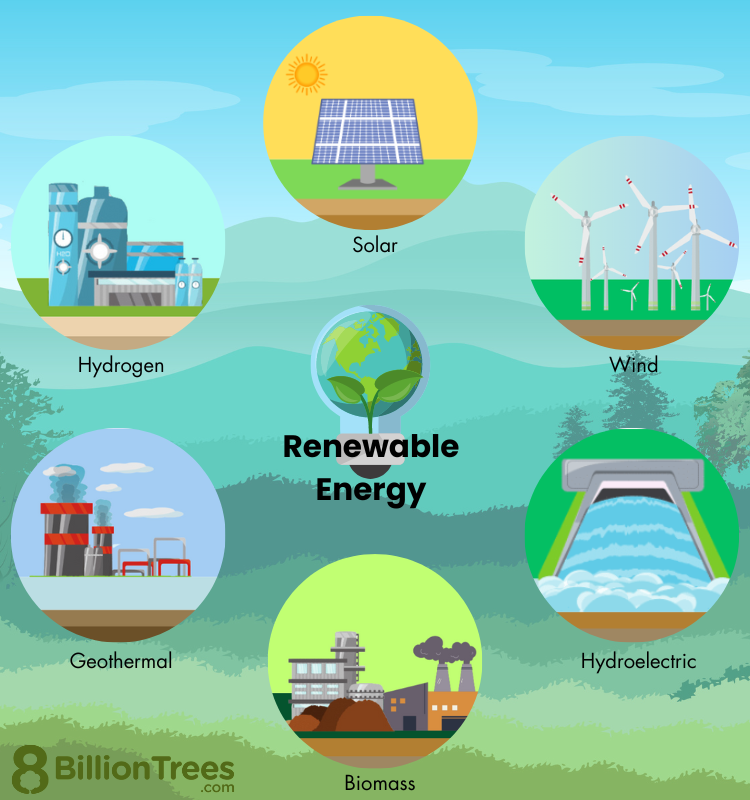 Solar
Hydrogen
Wind
Renewable
Energy
Geothermal
Hydroelectric
Biomass
8 BillionTrees
.com